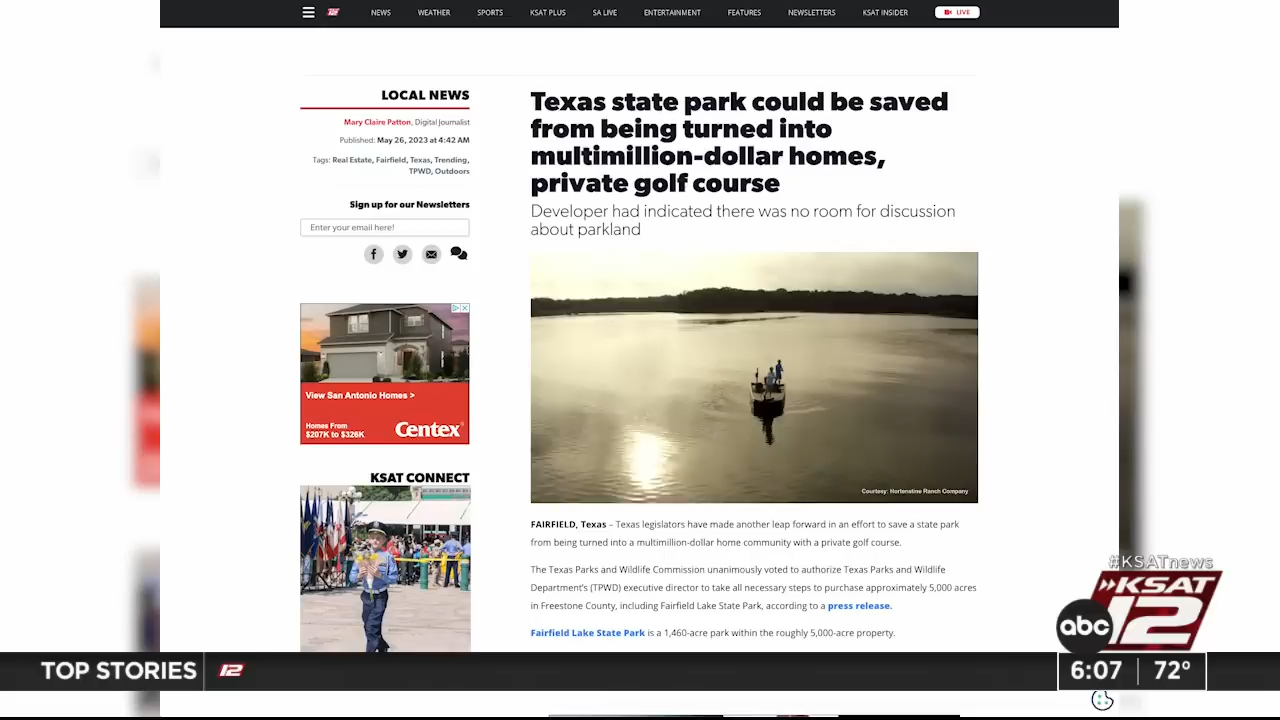 NEWS WEATHER SPORTS KSAT PLUS SA LIVE ENTERTAINMENT FEATURES NEWSLETTERS KSAT INSIDER LIVE
LOCAL NEWS
Mary Claire Patton, Digital Journalist
Published: May 26, 2023 at 4:42 AM
Tags: Real Estate, Fairfield, Texas, Trending,
TPWD, Outdoors
Sign up for our Newsletters
Enter your email here!
View San Antonio Homes >
Homes From
$207K to $326K
Centex
KSAT CONNECT
Texas state park could be saved
from being turned into
multimillion-dollar homes,
private golf course
Developer had indicated there was no room for discussion
about parkland
Courtesy: Hortenstine Ranch Company
FAIRFIELD, Texas – Texas legislators have made another leap forward in an effort to save a state park
from being turned into a multimillion-dollar home community with a private golf course.
The Texas Parks and Wildlife Commission unanimously voted to authorize Texas Parks and Wildlife
Department's (TPWD) executive director to take all necessary steps to purchase approximately 5,000 acres
in Freestone County, including Fairfield Lake State Park, according to a press release.
Fairfield Lake State Park is a 1,460-acre park within the roughly 5,000-acre property.
#KSATnews
KSAT
abc 12
TOP STORIES 12
6:07 72°